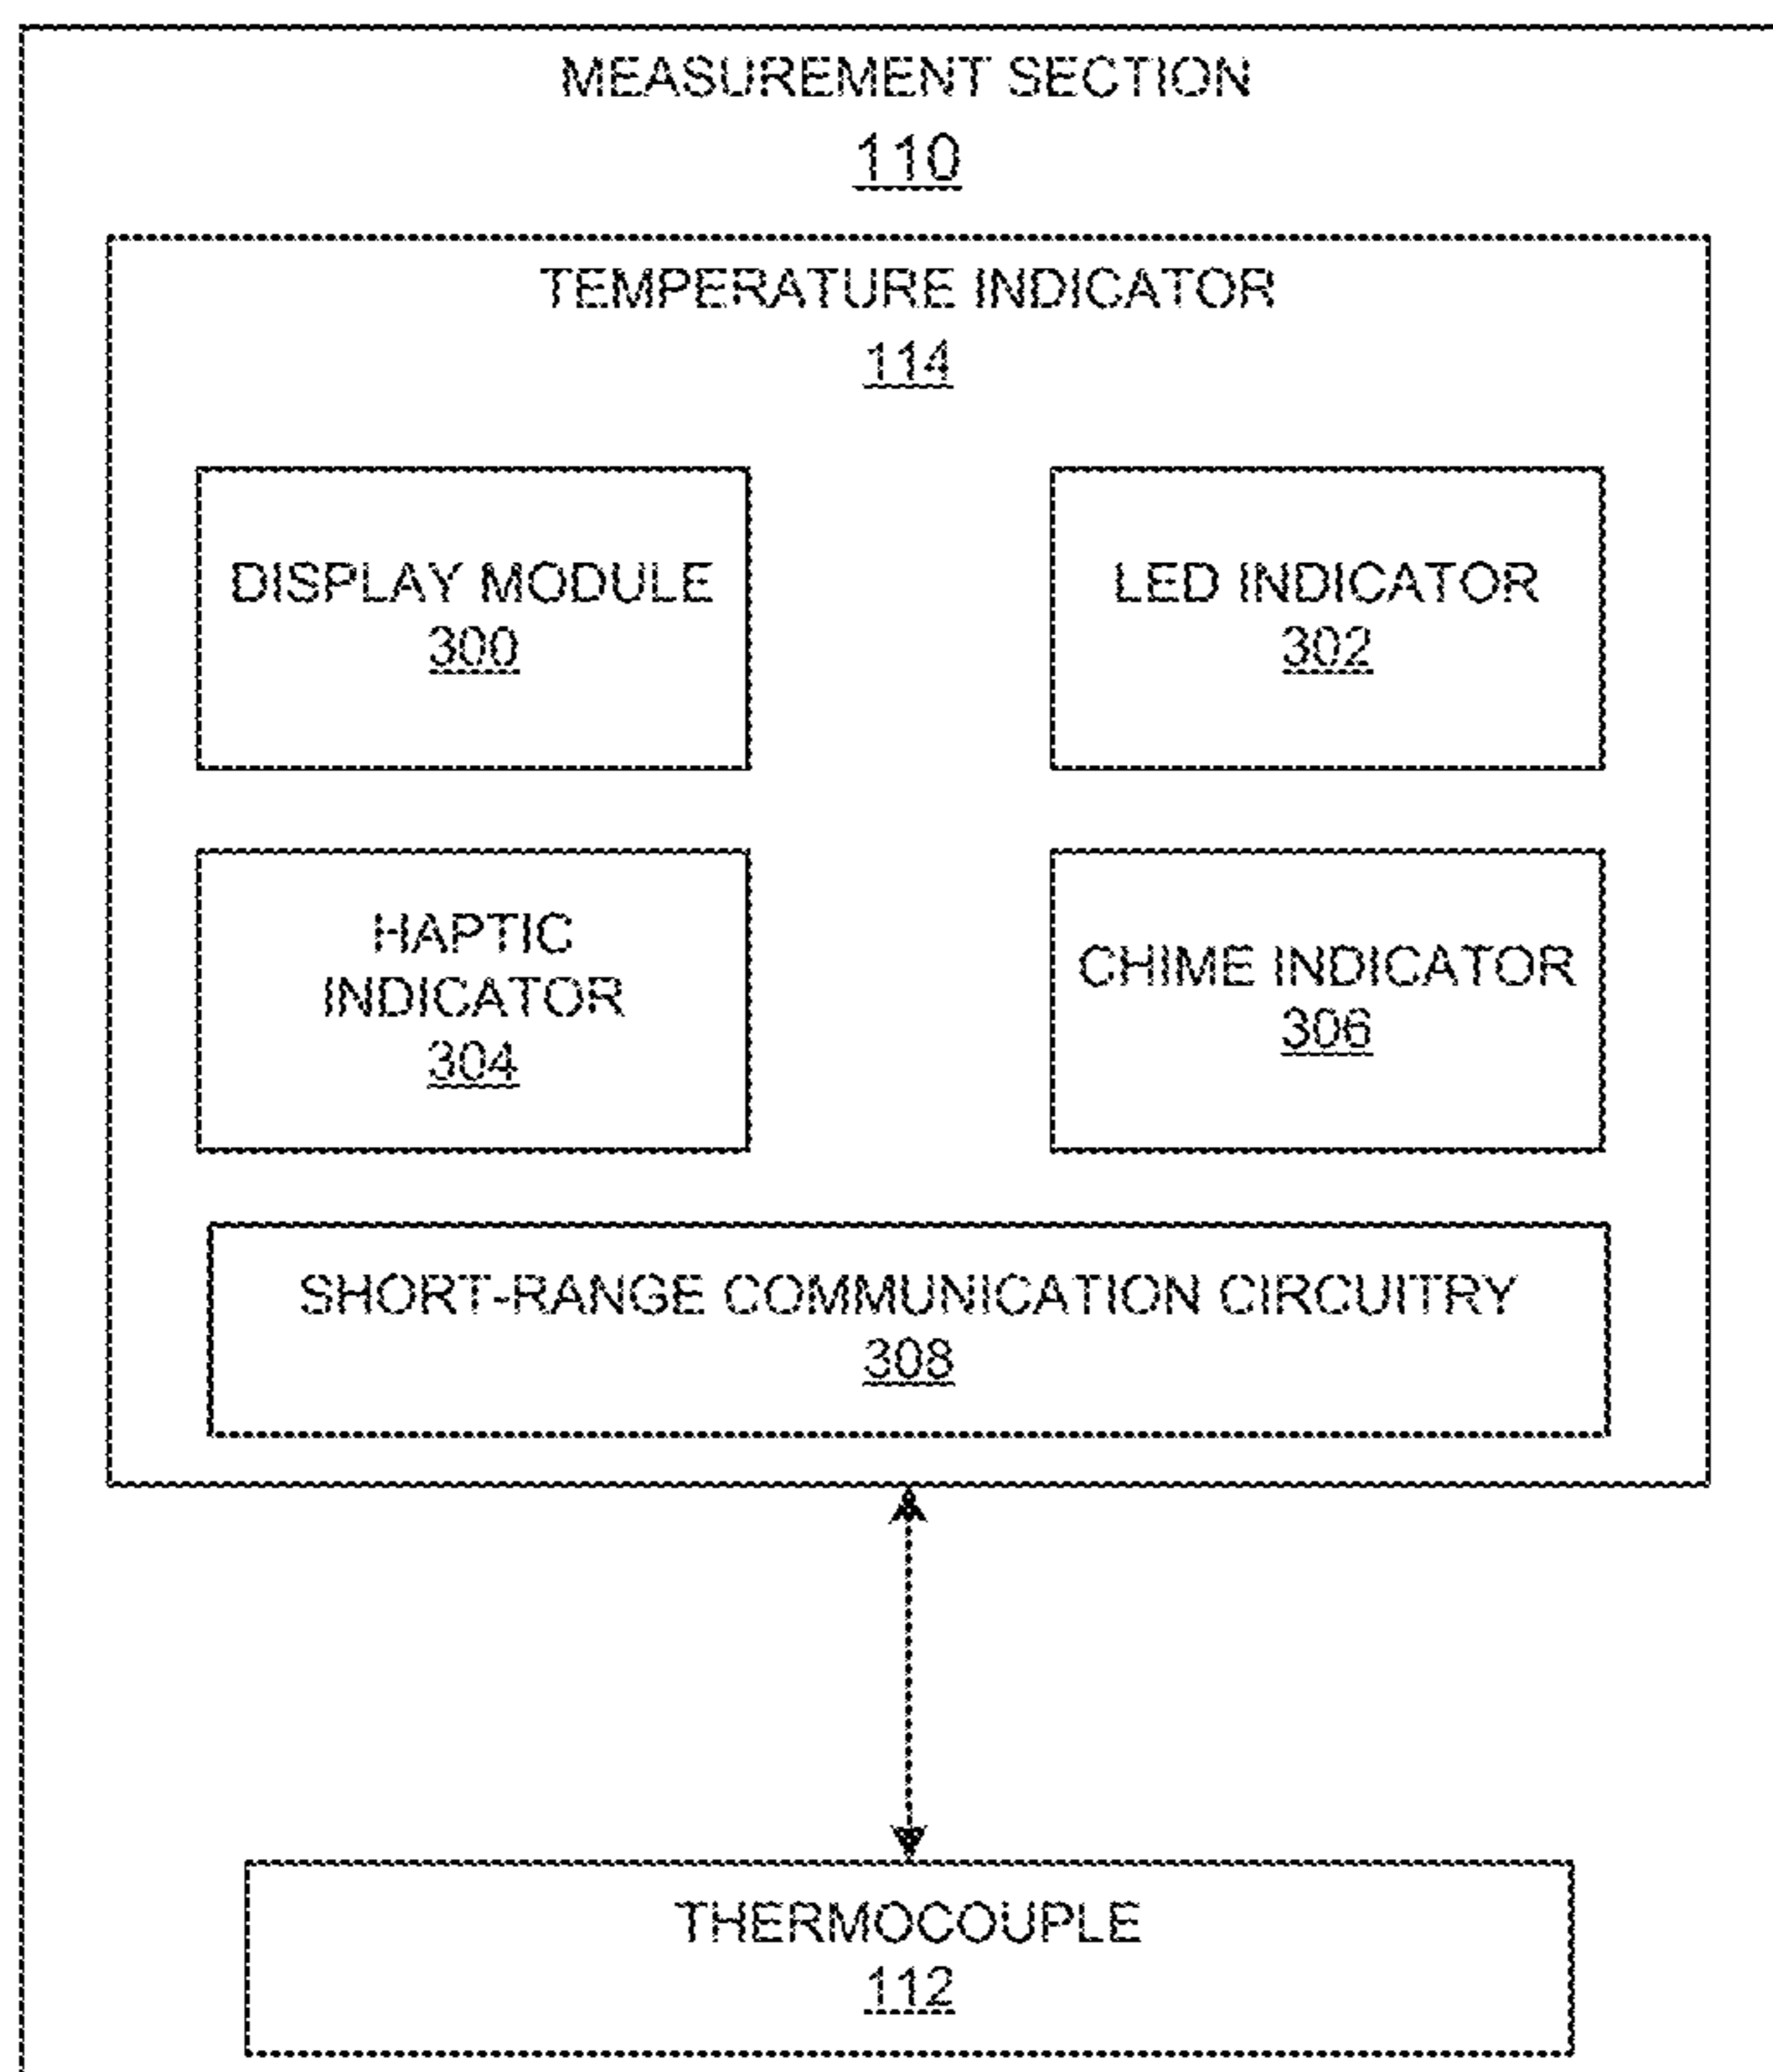 MEASUREMENT SECTION
110
TEMPERATURE INDICATOR
114
DISPLAY MODULE
300
LED INDICATOR
302
HAPTIC
INDICATOR
304
CHIME INDICATOR
306
SHORT-RANGE COMMUNICATION CIRCUITRY
308
THERMOCOUPLE
112